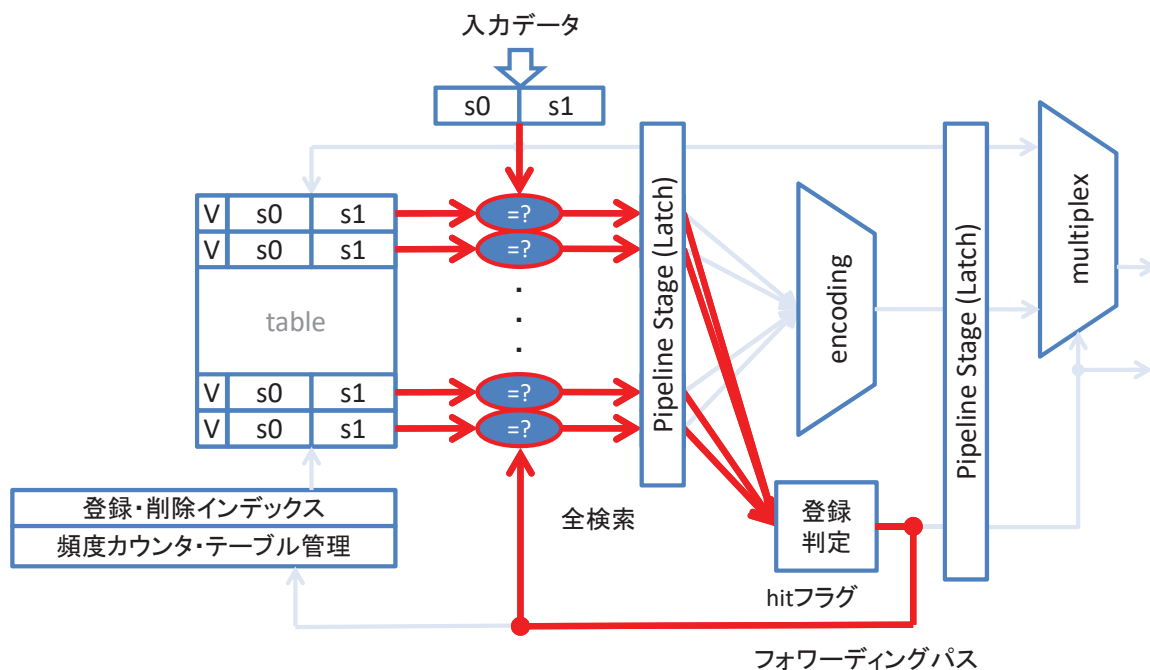 入力データ
s0 s1
V s0 s1 =?
V s0 s1 =?
table
・
・
・
V s0 s1 =?
V s0 s1 =?
Pipeline Stage (Latch)
encoding
Pipeline Stage (Latch)
multiplex
登録・削除インデックス
頻度カウンタ・テーブル管理
全検索
登録
判定
hitフラグ
フォワーディングパス